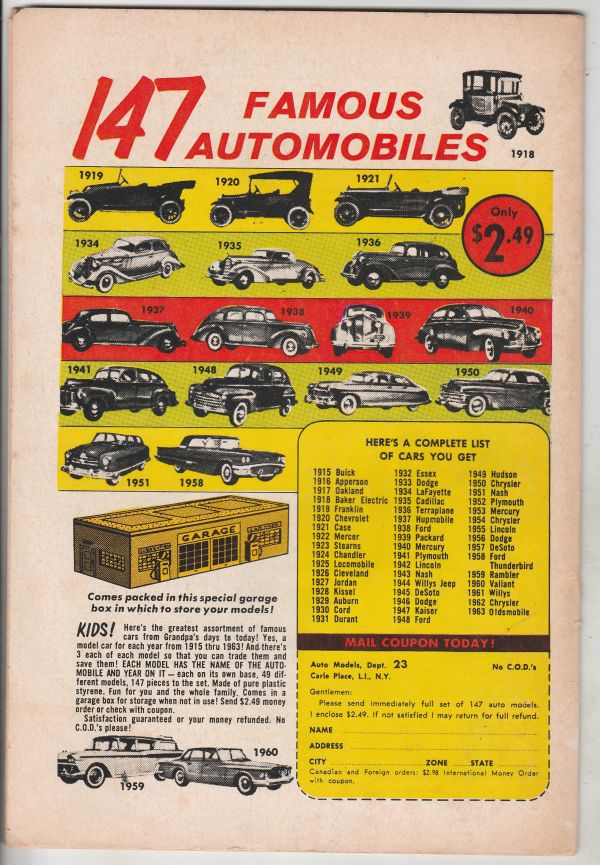 147 FAMOUS
AUTOMOBILES
1918
1919
1920
1921
Only
$2.49
1934
1935
1936
1937
1938
1939
1940
1941
1948
1949
1950
1951
1958
GARAGE
Comes packed in this special garage
box in which to store your models!
KIDS! Here's the greatest assortment of famous
cars from Grandpa's days to today! Yes, a
model car for each year from 1915 thru 1963! And there's
3 each of each model so that you can trade them and
save them! EACH MODEL HAS THE NAME OF THE AUTO-
MOBILE AND YEAR ON IT — each on its own base, 49 dif-
ferent models, 147 pieces to the set. Made of pure plastic
styrene. Fun for you and the whole family. Comes in a
garage box for storage when not in use! Send $2.49 money
order or check with coupon.
Satisfaction guaranteed or your money refunded. No
C.O.D.'s please!
1959
1960
HERE'S A COMPLETE LIST
OF CARS YOU GET
1915 Buick
1916 Apperson
1917 Oakland
1918 Baker Electric
1919 Franklin
1920 Chevrolet
1921 Case
1922 Mercer
1923 Stearns
1924 Chandler
1925 Locomobile
1926 Cleveland
1927 Jordan
1928 Kissel
1929 Auburn
1930 Cord
1931 Durant
1932 Essex
1933 Dodge
1934 LaFayette
1935 Cadillac
1936 Terraplane
1937 Hupmobile
1938 Ford
1939 Packard
1940 Mercury
1941 Plymouth
1942 Lincoln
1943 Nash
1944 Willys Jeep
1945 DeSoto
1946 Dodge
1947 Kaiser
1948 Ford
1949 Hudson
1950 Chrysler
1951 Nash
1952 Plymouth
1953 Mercury
1954 Chrysler
1955 Lincoln
1956 Dodge
1957 DeSoto
1958 Ford
Thunderbird
1959 Rambler
1960 Valiant
1961 Willys
1962 Chrysler
1963 Oldsmobile
MAIL COUPON TODAY!
Auto Models, Dept. 23 No C.O.D.'s
Carle Place, L.I., N.Y.
Gentlemen:
Please send immediately full set of 147 auto models.
I enclose $2.49. If not satisfied I may return for full refund.
NAME
ADDRESS
CITY ZONE STATE
Canadian and Foreign orders: $2.98 International Money Order
with coupon.